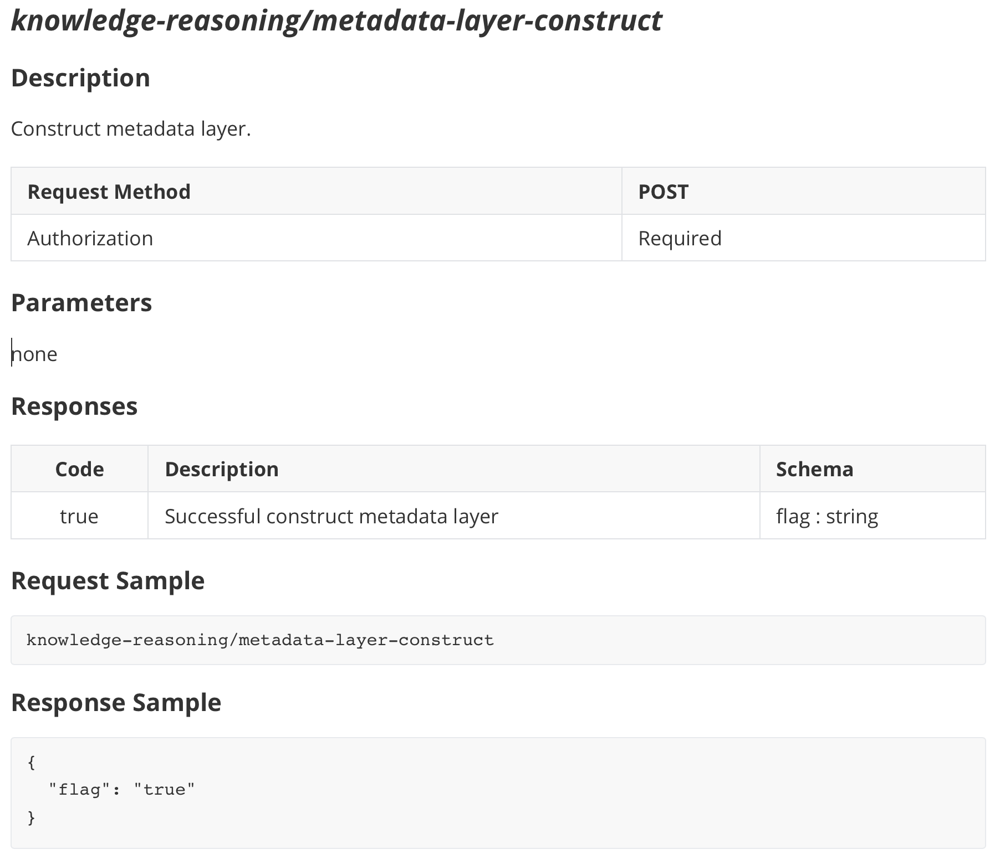 knowledge-reasoning/metadata-layer-construct
Description
Construct metadata layer.
Request Method POST
Authorization Required
Parameters
none
Responses
Code Description Schema
true Successful construct metadata layer flag : string
Request Sample
knowledge-reasoning/metadata-layer-construct
Response Sample
{
"flag": "true"
}